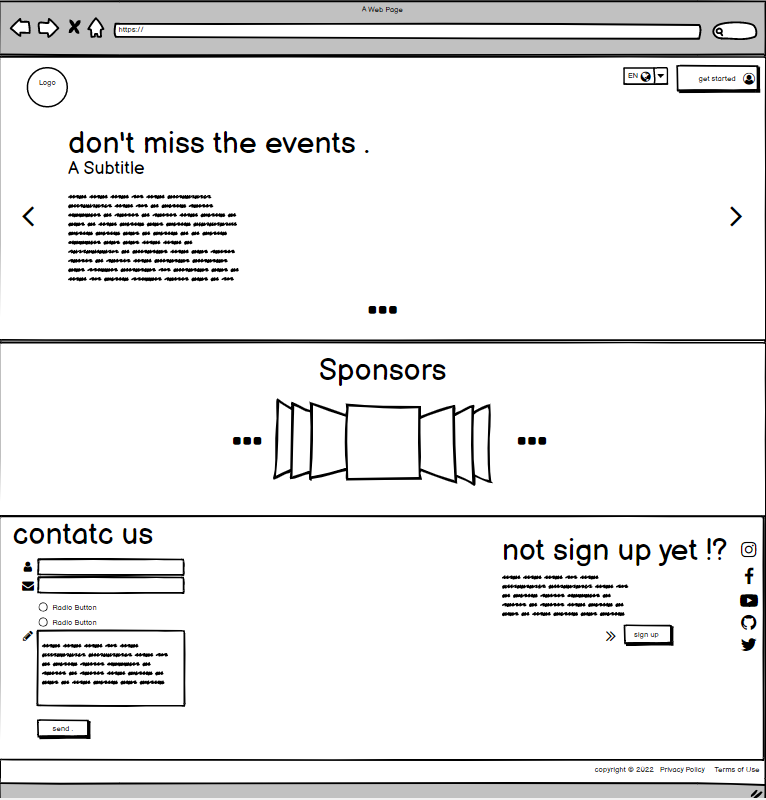 A Web Page
https://
Logo
EN
get started
don't miss the events .
A Subtitle
Sponsors
contatc us
Radio Button
Radio Button
send .
not sign up yet !?
sign up
copyright © 2022 Privacy Policy Terms of Use